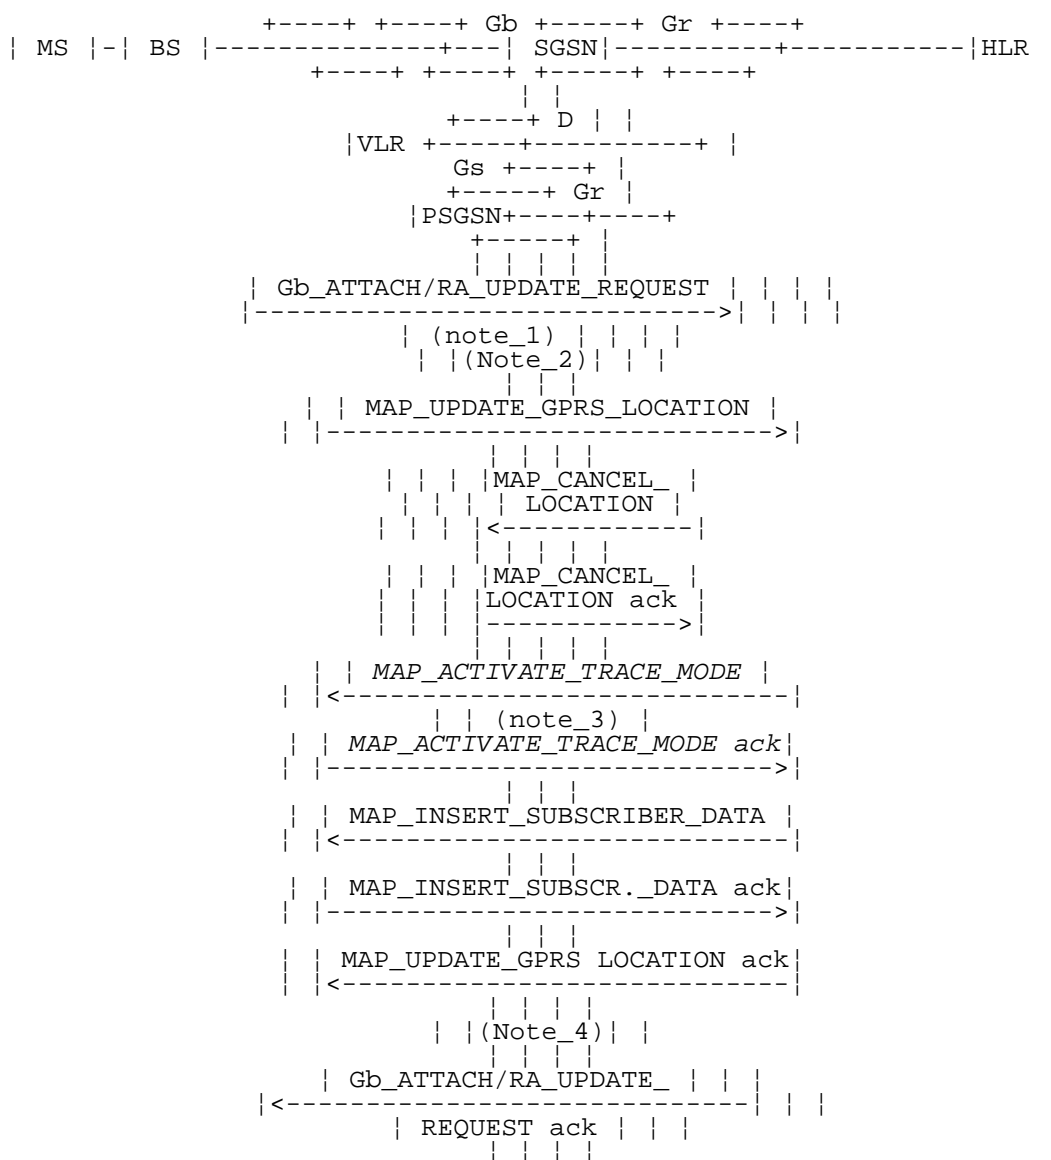 +----+ +----+ Gb +-----+ Gr +----+
¦ MS ¦-¦ BS ¦--------------+---¦ SGSN¦----------+-----------¦HLR
+----+ +----+ +-----+ +----+
¦ ¦
+----+ D ¦ ¦
¦VLR +-----+----------+ ¦
Gs +----+ ¦
+-----+ Gr ¦
¦PSGSN+----+----+
+-----+ ¦
¦ ¦ ¦ ¦ ¦
¦ Gb_ATTACH/RA_UPDATE_REQUEST ¦ ¦ ¦ ¦
¦----------------------------->¦ ¦ ¦ ¦
¦ (note_1) ¦ ¦ ¦ ¦
¦ ¦(Note_2)¦ ¦ ¦
¦ ¦ ¦
¦ ¦ MAP_UPDATE_GPRS_LOCATION ¦
¦ ¦---------------------------->¦
¦ ¦ ¦ ¦
¦ ¦ ¦ ¦MAP_CANCEL_ ¦
¦ ¦ ¦ ¦ LOCATION ¦
¦ ¦ ¦ ¦<------------¦
¦ ¦ ¦ ¦ ¦
¦ ¦ ¦ ¦MAP_CANCEL_ ¦
¦ ¦ ¦ ¦LOCATION ack ¦
¦ ¦ ¦ ¦------------>¦
¦ ¦ ¦ ¦ ¦
¦ ¦ MAP_ACTIVATE_TRACE_MODE ¦
¦ ¦<----------------------------¦
¦ ¦ (note_3) ¦
¦ ¦ MAP_ACTIVATE_TRACE_MODE ack¦
¦ ¦---------------------------->¦
¦ ¦ ¦
¦ ¦ MAP_INSERT_SUBSCRIBER_DATA ¦
¦ ¦<----------------------------¦
¦ ¦ ¦
¦ ¦ MAP_INSERT_SUBSCR._DATA ack¦
¦ ¦---------------------------->¦
¦ ¦ ¦
¦ ¦ MAP_UPDATE_GPRS LOCATION ack¦
¦ ¦<----------------------------¦
¦ ¦ ¦ ¦
¦ ¦(Note_4)¦ ¦
¦ ¦ ¦ ¦
¦ Gb_ATTACH/RA_UPDATE_ ¦ ¦ ¦
¦<-----------------------------¦ ¦ ¦
¦ REQUEST ack ¦ ¦ ¦
¦ ¦ ¦ ¦